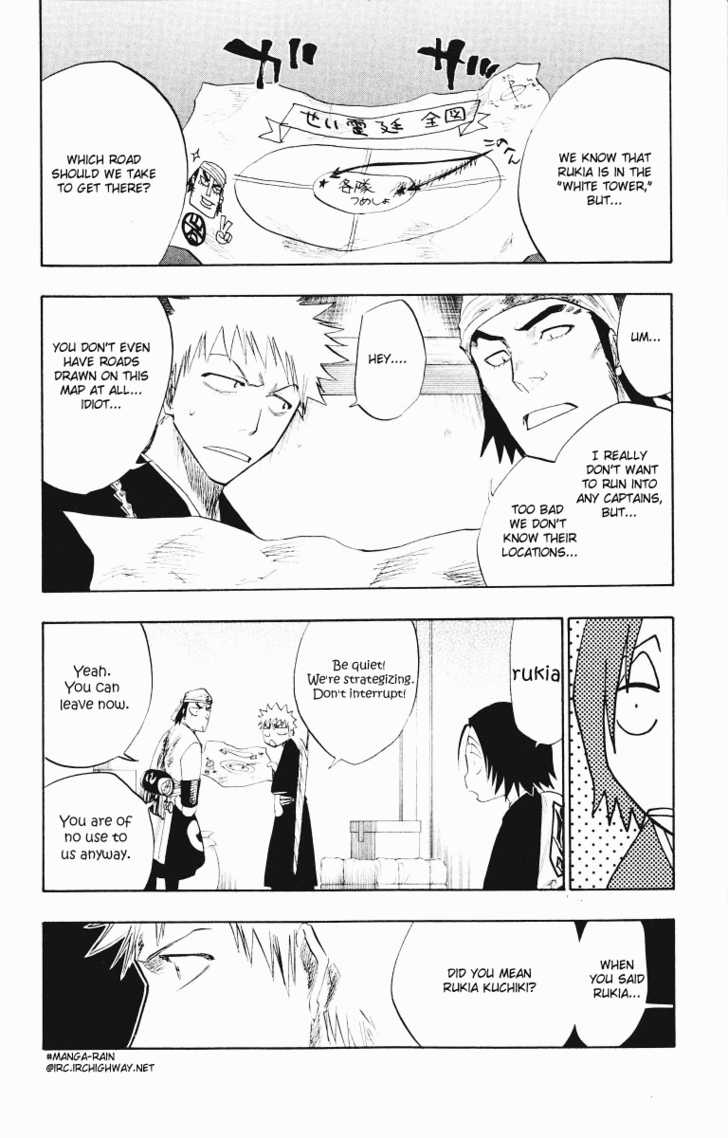 ガ
ガ
WE KNOW THAT
RUKIA IS IN THE
"WHITE TOWER,"
BUT...
せい霊廷 全図
このへん
各隊
つめしょ
WHICH ROAD
SHOULD WE TAKE
TO GET THERE?
UM...
I REALLY
DON'T WANT
TO RUN INTO
ANY CAPTAINS,
BUT...
TOO BAD
WE DON'T
KNOW THEIR
LOCATIONS...
HEY....
YOU DON'T EVEN
HAVE ROADS
DRAWN ON THIS
MAP AT ALL...
IDIOT...
rukia
Be quiet!
We're strategizing.
Don't interrupt!
Yeah.
You can
leave now.
You are of
no use to
us anyway.
WHEN
YOU SAID
RUKIA...
DID YOU MEAN
RUKIA KUCHIKI?
#MANGA-RAIN
@IRC.IRCHIGHWAY.NET